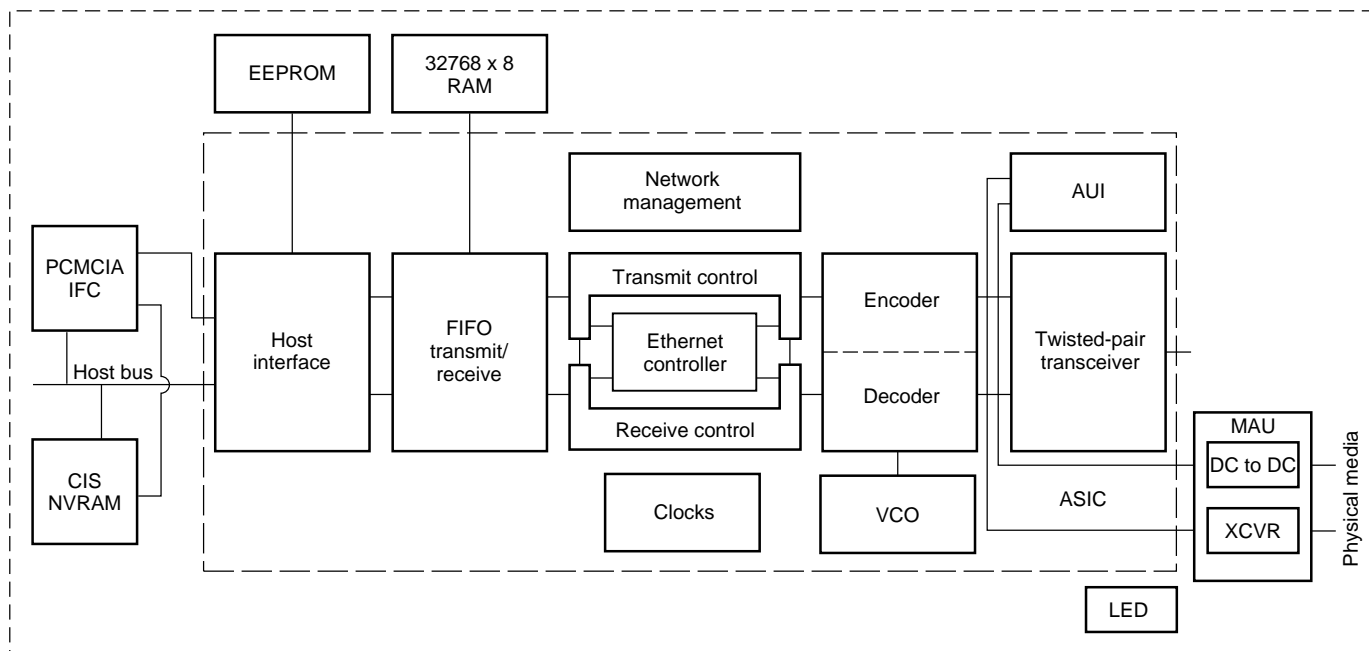 EEPROM
32768 x 8
RAM
Network
management
AUI
PCMCIA
IFC
Transmit control
Host
interface
FIFO
transmit/
receive
Ethernet
controller
Encoder
Decoder
Twisted-pair
transceiver
Host bus
Receive control
CIS
NVRAM
Clocks
VCO
ASIC
MAU
DC to DC
XCVR
Physical media
LED